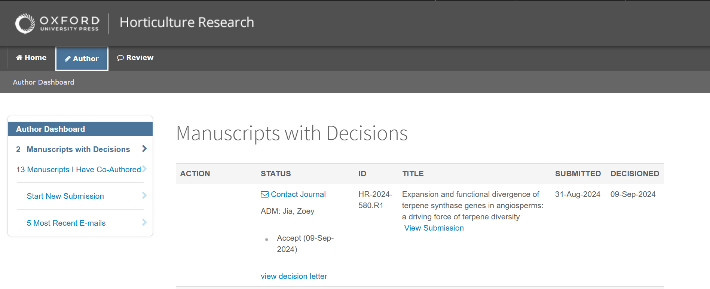 OXFORD
UNIVERSITY PRESS
Horticulture Research
Home
Author
Review
Author Dashboard
Author Dashboard
2 Manuscripts with Decisions
13 Manuscripts I Have Co-Authored
Start New Submission
5 Most Recent E-mails
Manuscripts with Decisions
ACTION STATUS ID TITLE SUBMITTED DECISIONED
Contact Journal
ADM: Jia, Zoey
Accept (09-Sep-
2024)
view decision letter
HR-2024-
580.R1
Expansion and functional divergence of
terpene synthase genes in angiosperms:
a driving force of terpene diversity
View Submission
31-Aug-2024
09-Sep-2024